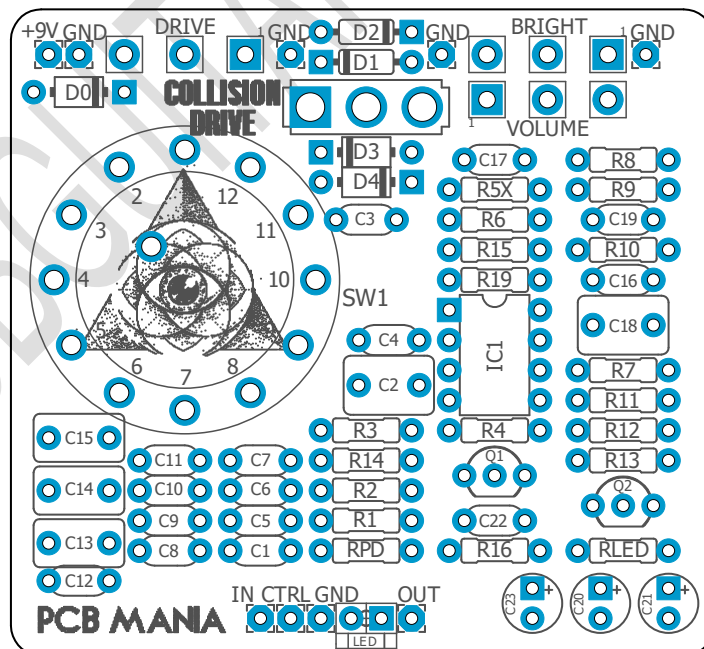 +9V GND DRIVE 1 GND D2 GND BRIGHT 1 GND
D1
D0
COLLISION
DRIVE
1 VOLUME
D3
D4
C17 R8
R5X R9
C3 R6 C19
R15 R10
R19 C16
2 12
3 11
4 10
5
6 7 8
SW1
C4
C2
IC1
C18
R7
R11
R3 R4 R12
C15 C11 C7 R14 Q1 R13
C14 C10 C6 R2 Q2
C13 C9 C5 R1 C22
C8 C1 RPD R16 RLED
C12
PCB MANIA
IN CTRL GND OUT
LED
C23 + C20 + C21 +